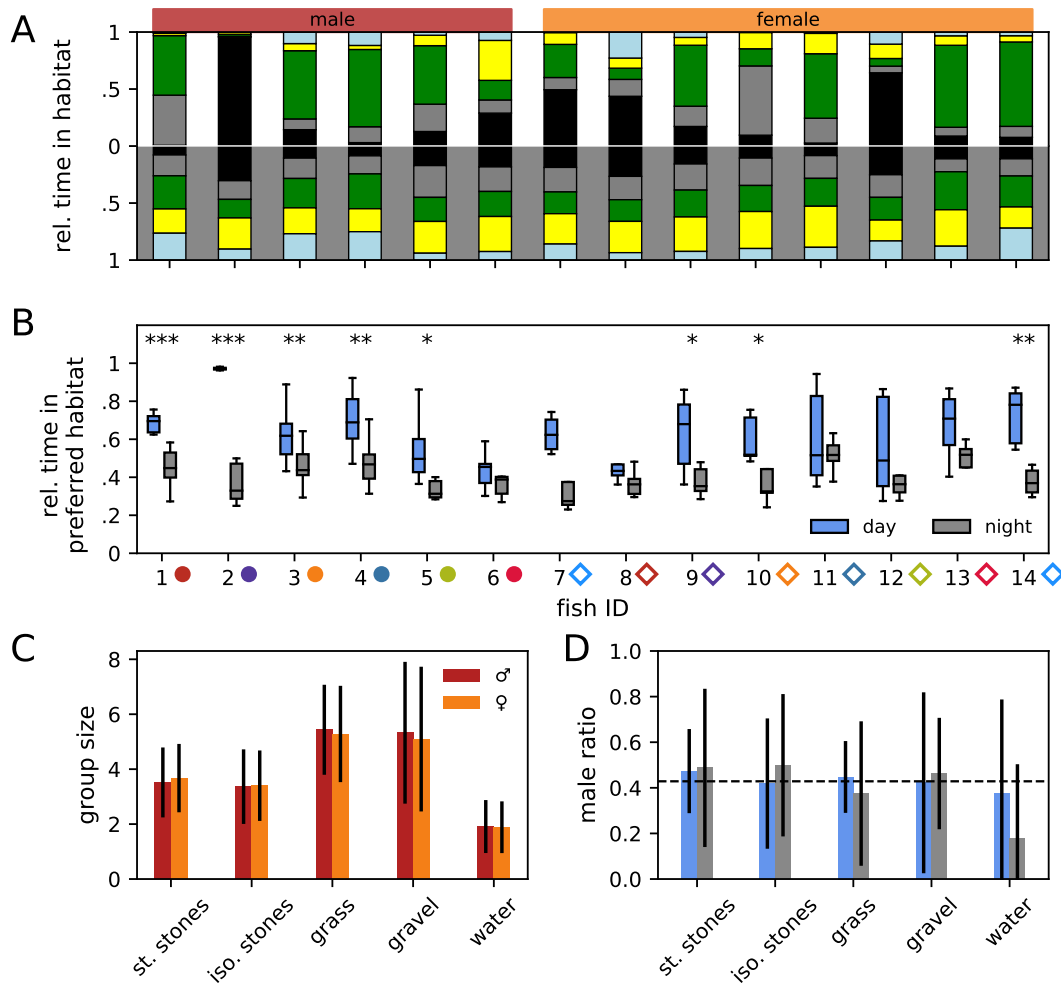 A
male
female
rel. time in habitat
1
.5
0
.5
1
B
rel. time in
preferred habitat
*** *** ** ** * * * **
1
.8
.6
.4
.2
0
day night
1 2 3 4 5 6 7 8 9 10 11 12 13 14
fish ID
C
group size
8
6
4
2
0
♂
♀
st. stones iso. stones grass gravel water
D
male ratio
1.0
0.8
0.6
0.4
0.2
0.0
st. stones iso. stones grass gravel water